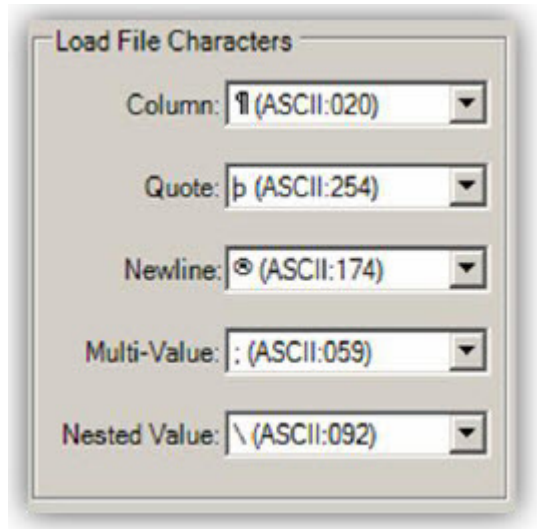 Load File Characters
Column: ¶ (ASCII:020)
Quote: þ (ASCII:254)
Newline: ® (ASCII:174)
Multi-Value: ; (ASCII:059)
Nested Value: \ (ASCII:092)